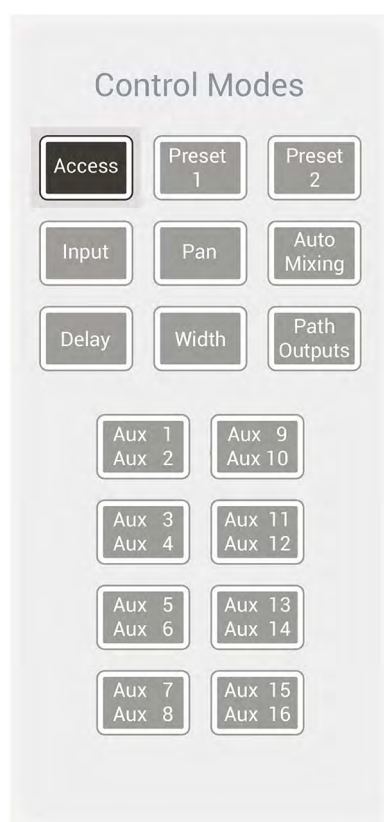 Control Modes
Access
Preset
1
Preset
2
Input
Pan
Auto
Mixing
Delay
Width
Path
Outputs
Aux 1
Aux 2
Aux 9
Aux 10
Aux 3
Aux 4
Aux 11
Aux 12
Aux 5
Aux 6
Aux 13
Aux 14
Aux 7
Aux 8
Aux 15
Aux 16